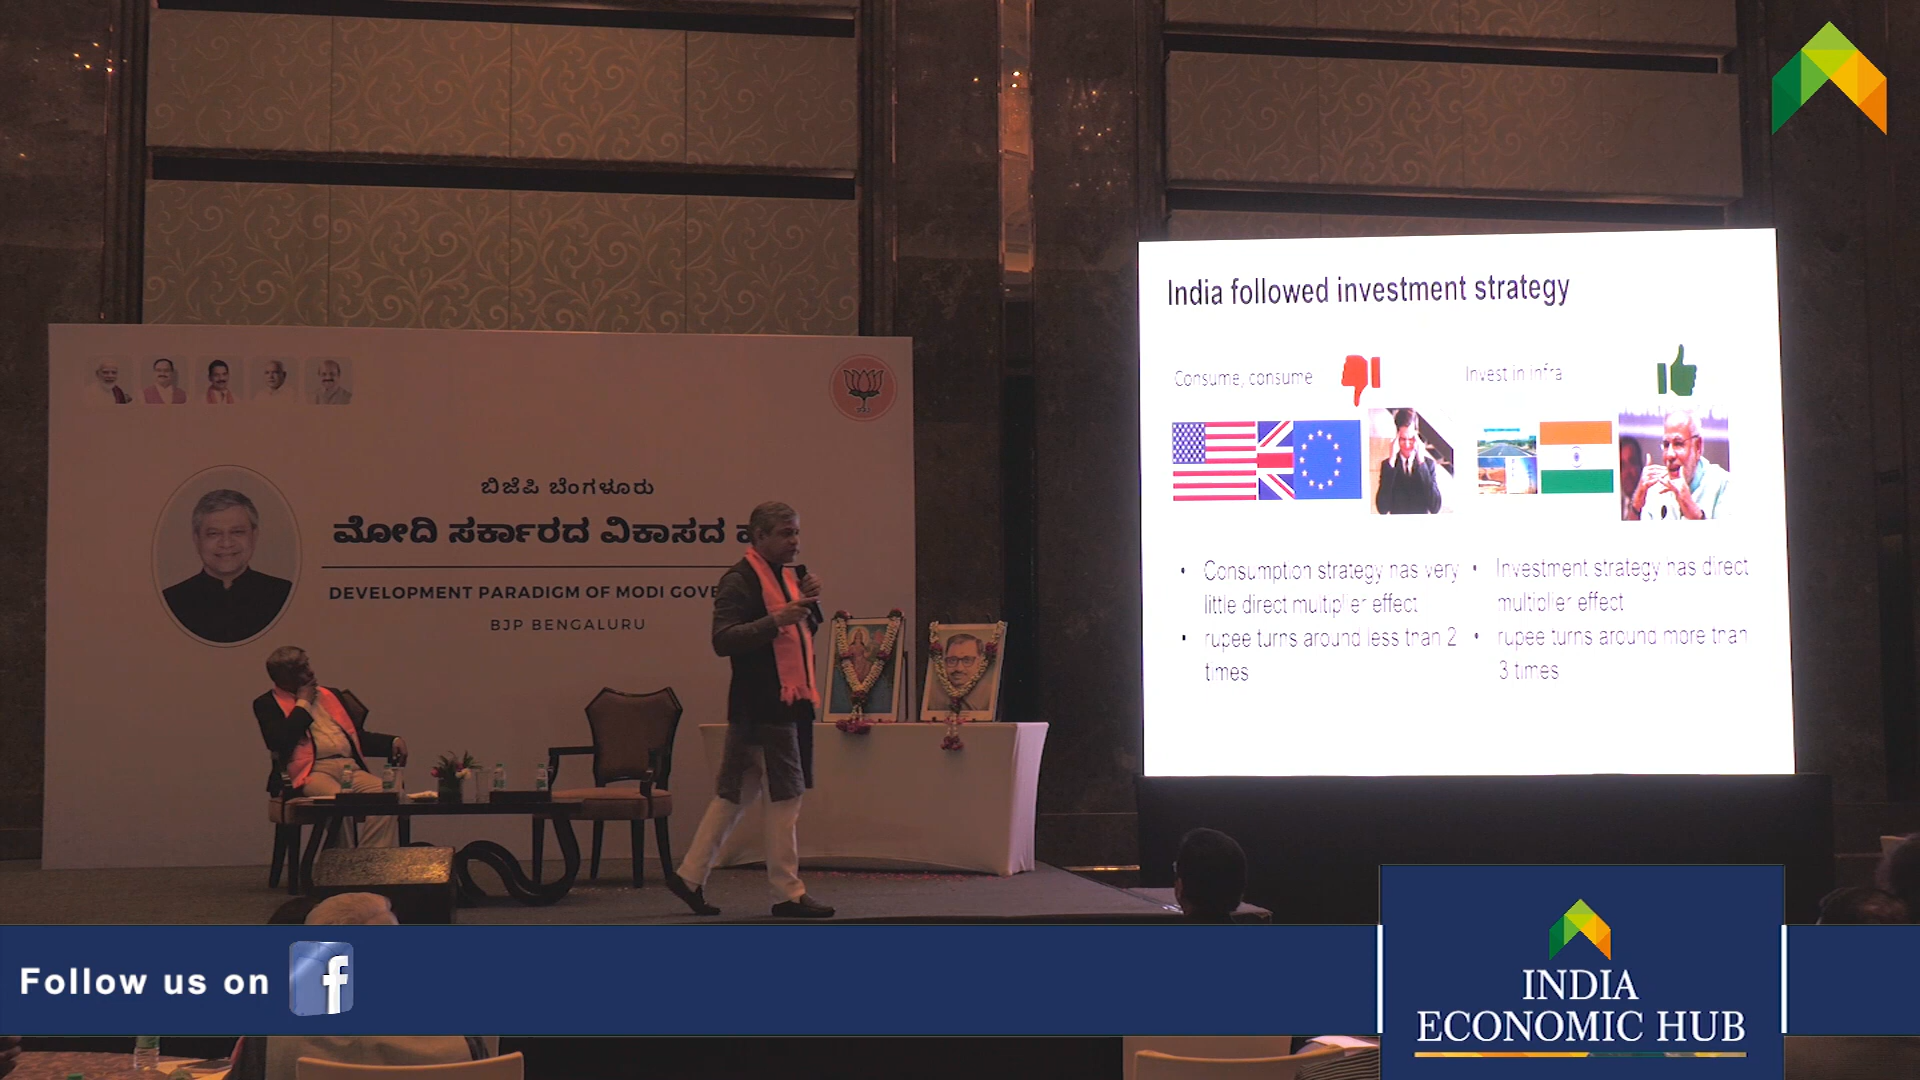 ಬಿಜೆಪಿ ಬೆಂಗಳೂರು
ಮೋದಿ ಸರ್ಕಾರದ ವಿಕಾಸದ
DEVELOPMENT PARADIGM OF MODI
BJP BENGALURU
India followed investment strategy
Consume, consume
Invest in infra
• Consumption strategy has very
little direct multiplier effect
• rupee turns around less than 2
times
• Investment strategy has direct
multiplier effect
• rupee turns around more than
3 times
Follow us on
INDIA
ECONOMIC HUB